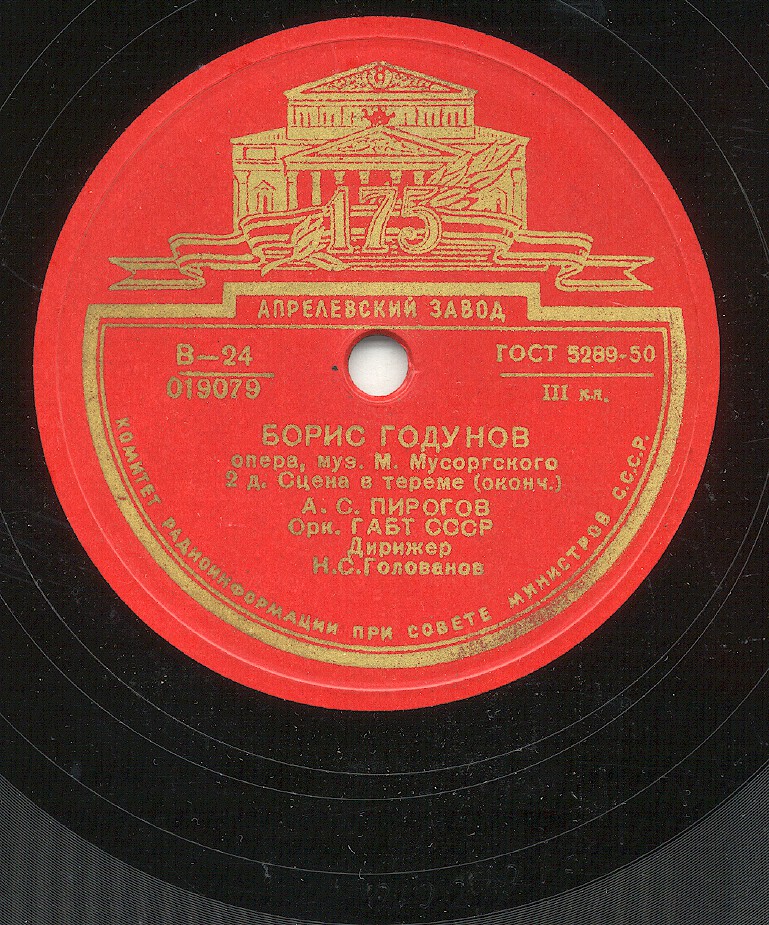 175
АПРЕЛЕВСКИЙ ЗАВОД
В—24
019079
ГОСТ 5289-50
III кл.
БОРИС ГОДУНОВ
опера, муз. М. Мусоргского
2 д. Сцена в тереме (оконч.)
А. С. ПИРОГОВ
Орк. ГАБТ СССР
Дирижер
Н.С.Голованов
КОМИТЕТ РАДИОИНФОРМАЦИИ ПРИ СОВЕТЕ МИНИСТРОВ С.С.С.Р.